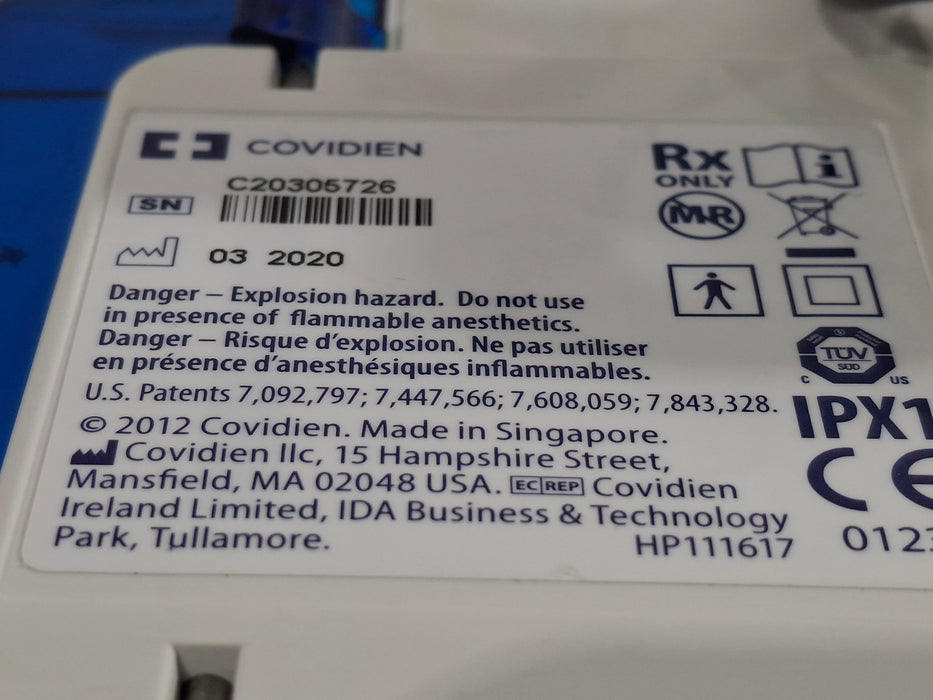 COVIDIEN
Rx
ONLY
C20305726
SN
MR
03 2020
Danger – Explosion hazard. Do not use
in presence of flammable anesthetics.
Danger – Risque d'explosion. Ne pas utiliser
en présence d'anesthésiques inflammables.
TÜV
SÜD
C US
U.S. Patents 7,092,797; 7,447,566; 7,608,059; 7,843,328.
IPX1
© 2012 Covidien. Made in Singapore.
Covidien llc, 15 Hampshire Street,
Mansfield, MA 02048 USA. EC REP Covidien
CE
Ireland Limited, IDA Business & Technology
Park, Tullamore.
HP111617
0123